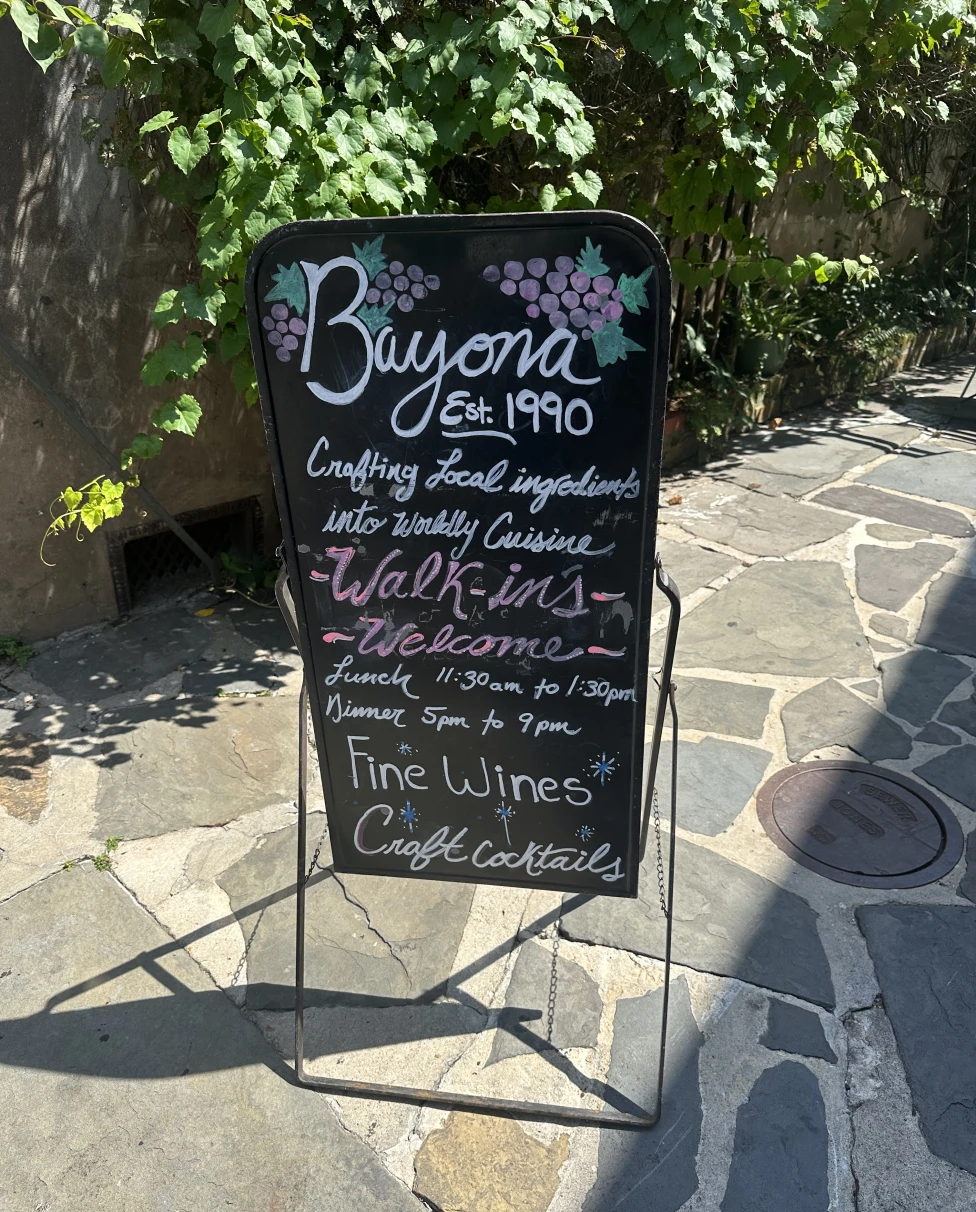 Bayona
Est. 1990
Crafting Local ingredients
into Worldly Cuisine
-Walk-in's-
-Welcome-
Lunch 11:30am to 1:30pm
Dinner 5pm to 9pm
Fine Wines
Craft Cocktails